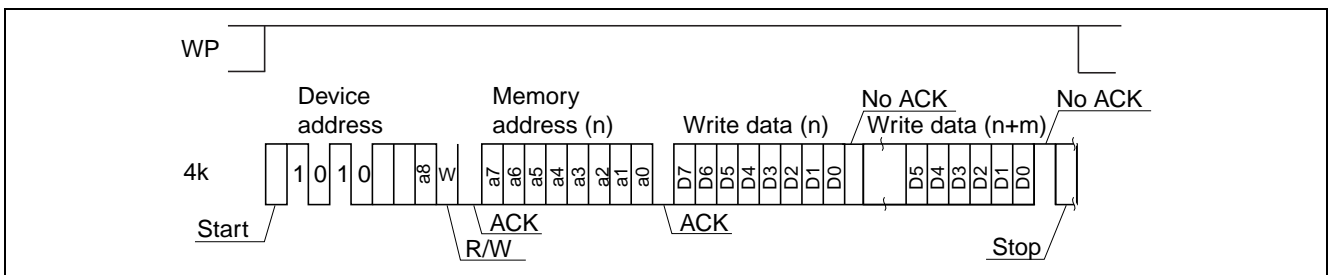 WP
Device address
Memory address (n)
Write data (n)
No ACK
Write data (n+m)
No ACK
4k
1 0 1 0 a8 W a7 a6 a5 a4 a3 a2 a1 a0 D7 D6 D5 D4 D3 D2 D1 D0 D5 D4 D3 D2 D1 D0
Start
R/W
ACK
ACK
Stop